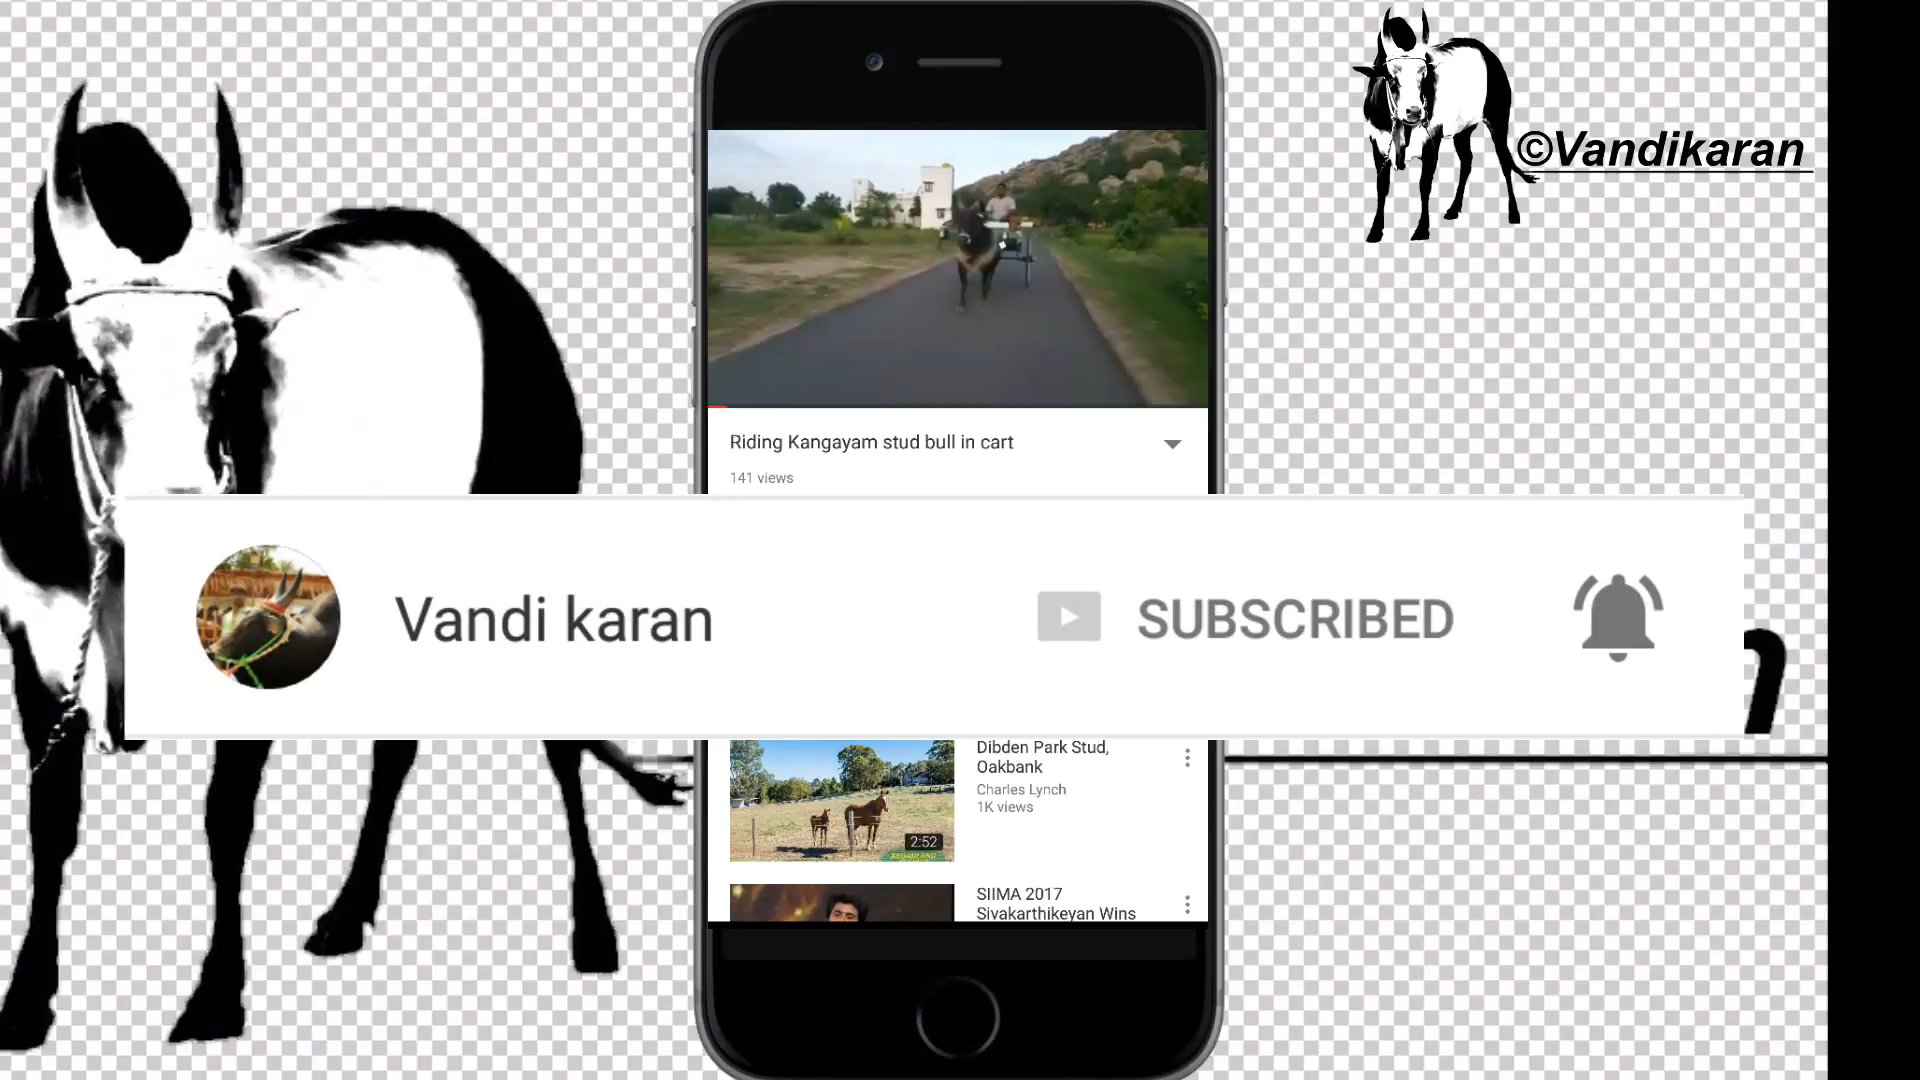 ©Vandikaran
Riding Kangayam stud bull in cart
141 views
Vandi karan
SUBSCRIBED
Dibden Park Stud,
Oakbank
Charles Lynch
1K views
2:52
SIIMA 2017
Sivakarthikeyan Wins